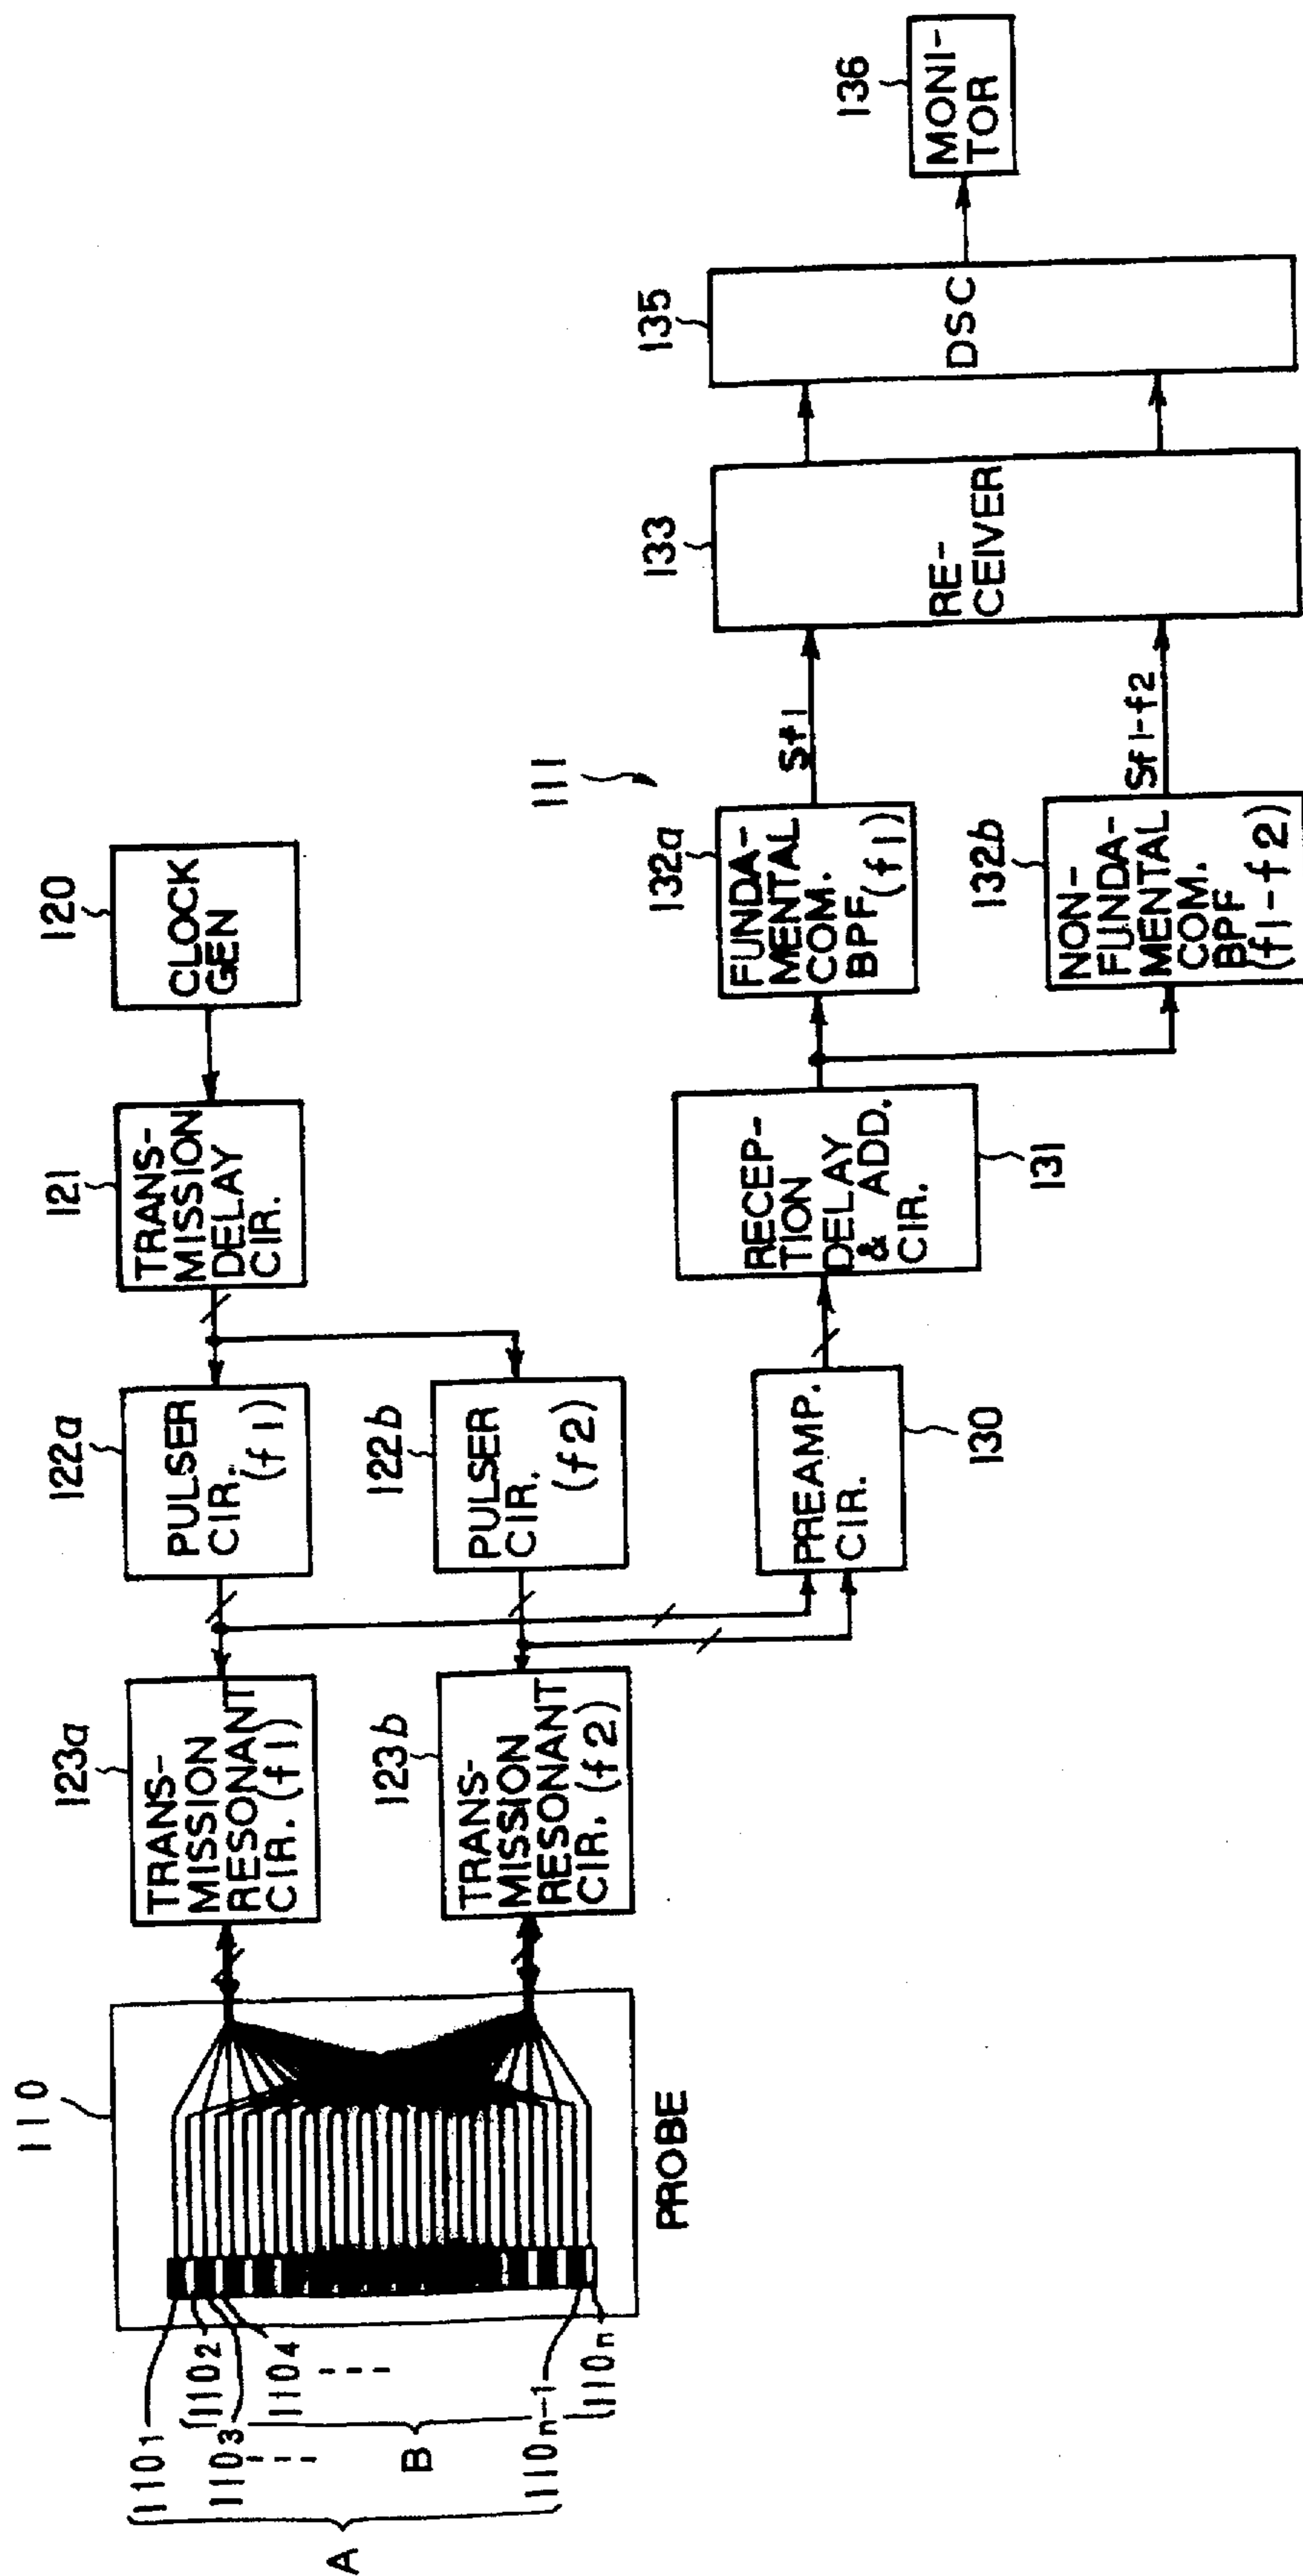 110
PROBE
A
B
110₁
110₂
110₃
110₄
110n-1
110n
123a
TRANS-
MISSION
RESONANT
CIR. (f1)
123b
TRANS-
MISSION
RESONANT
CIR. (f2)
122a
PULSER
CIR.
(f1)
122b
PULSER
CIR.
(f2)
121
TRANS-
MISSION
DELAY
CIR.
120
CLOCK
GEN
PREAMP.
CIR.
130
RECEP-
TION
DELAY
& ADD.
CIR.
131
111
132a
FUNDA-
MENTAL
COM.
BPF (f1)
132b
NON-
FUNDA-
MENTAL
COM.
BPF
(f1-f2)
Sf1
Sf1-f2
133
RE-
CEIVER
135
DSC
136
MONI-
TOR